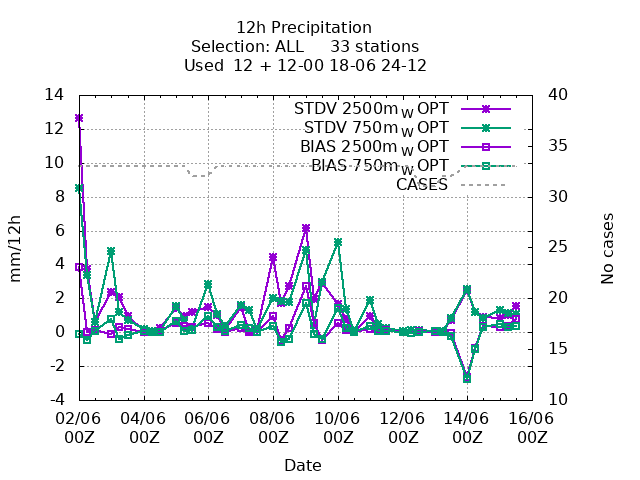 12h Precipitation
Selection: ALL     33 stations
Used  12 + 12-00 18-06 24-12
STDV 2500m W OPT
STDV 750m W OPT
BIAS 2500m W OPT
BIAS 750m W OPT
CASES
14
12
10
8
6
4
2
0
-2
-4
40
35
30
25
20
15
10
mm/12h
No cases
02/06 04/06 06/06 08/06 10/06 12/06 14/06 16/06
00Z 00Z 00Z 00Z 00Z 00Z 00Z 00Z
Date